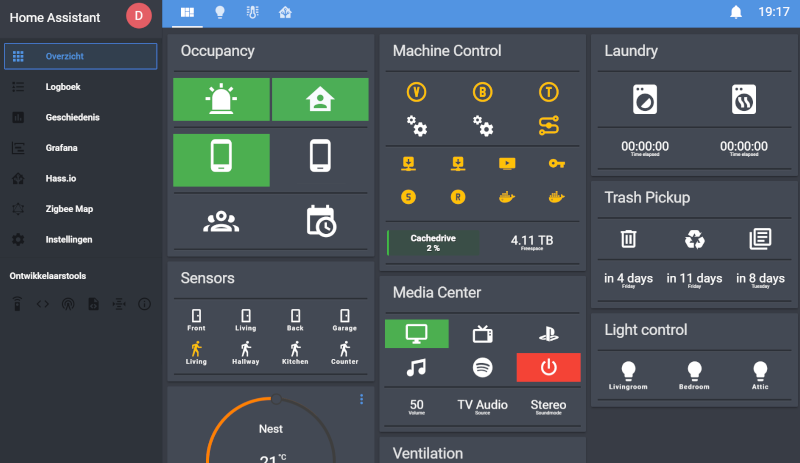 Home Assistant
D
19:17
Overzicht
Logboek
Geschiedenis
Grafana
Hass.io
Zigbee Map
Instellingen
Ontwikkelaarstools
Occupancy
Sensors
Front Living Back Garage
Living Hallway Kitchen Counter
Nest
21 °C
Machine Control
V B T
S R
Cachedrive
2 %
4.11 TB
Freespace
Media Center
50
Volume
TV Audio
Source
Stereo
Soundmode
Ventilation
Laundry
00:00:00 00:00:00
Time elapsed Time elapsed
Trash Pickup
in 4 days in 11 days in 8 days
Friday Friday Tuesday
Light control
Livingroom Bedroom Attic